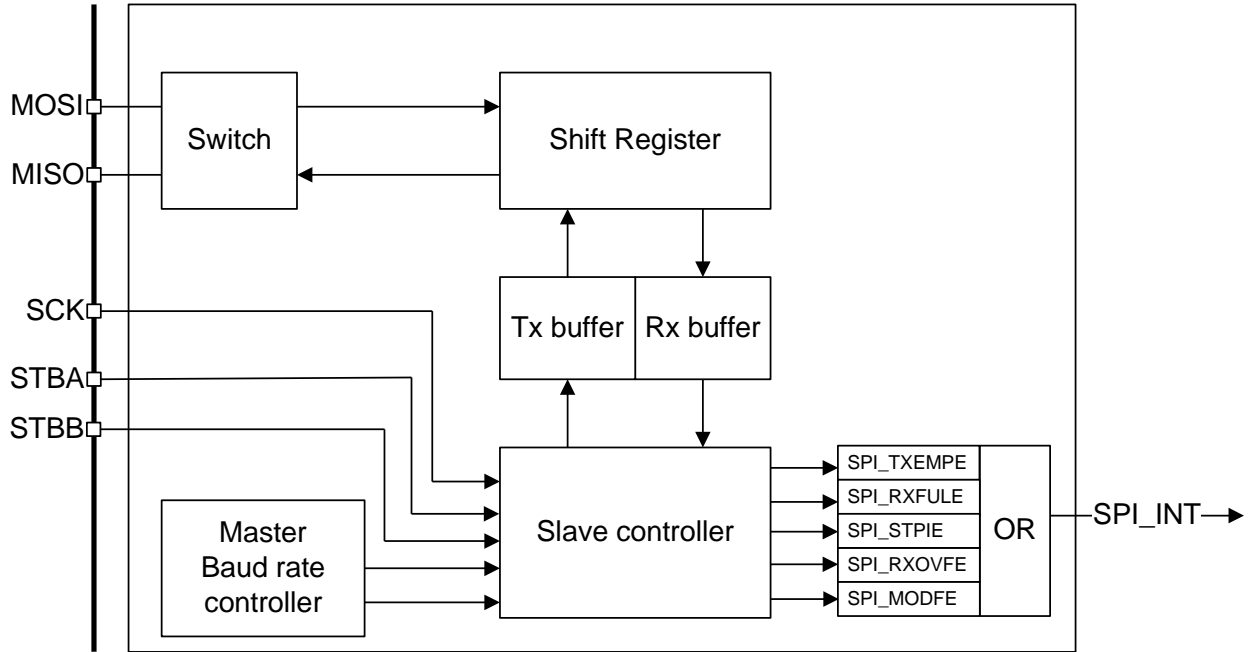 MOSI
MISO
Switch
Shift Register
SCK
STBA
STBB
Tx buffer
Rx buffer
Master
Baud rate
controller
Slave controller
SPI_TXEMPE
SPI_RXFULE
SPI_STPIE
SPI_RXOVFE
SPI_MODFE
OR
SPI_INT